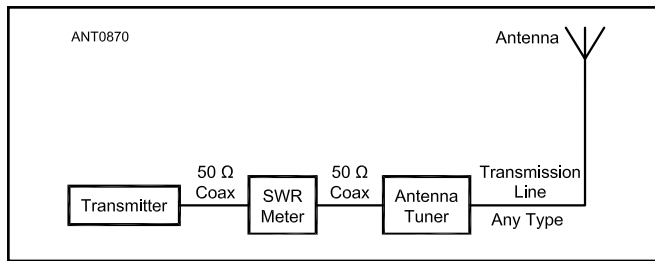 ANT0870
Antenna
50 Ω
Coax
50 Ω
Coax
Transmission
Line
Transmitter
SWR
Meter
Antenna
Tuner
Any Type